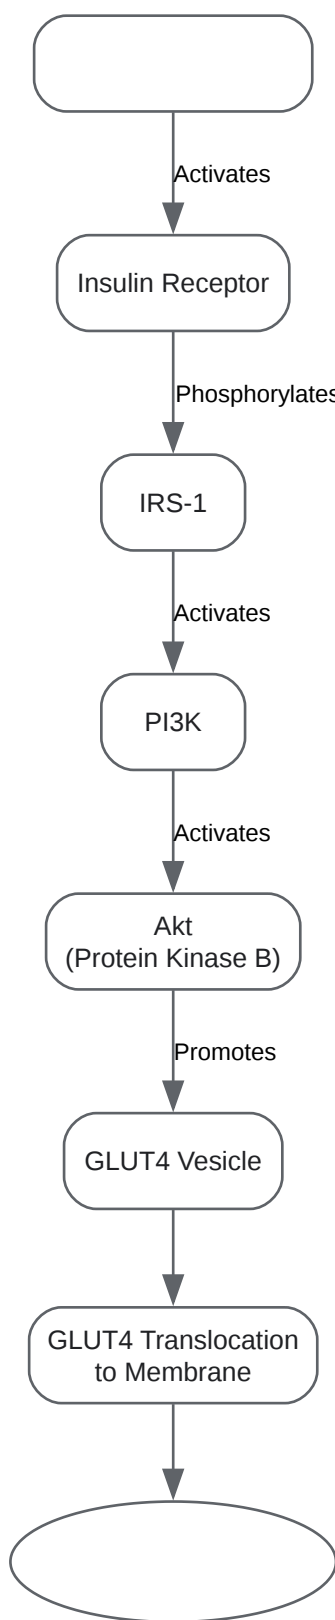 Activates
Insulin Receptor
Phosphorylates
IRS-1
Activates
PI3K
Activates
Akt
(Protein Kinase B)
Promotes
GLUT4 Vesicle
GLUT4 Translocation
to Membrane